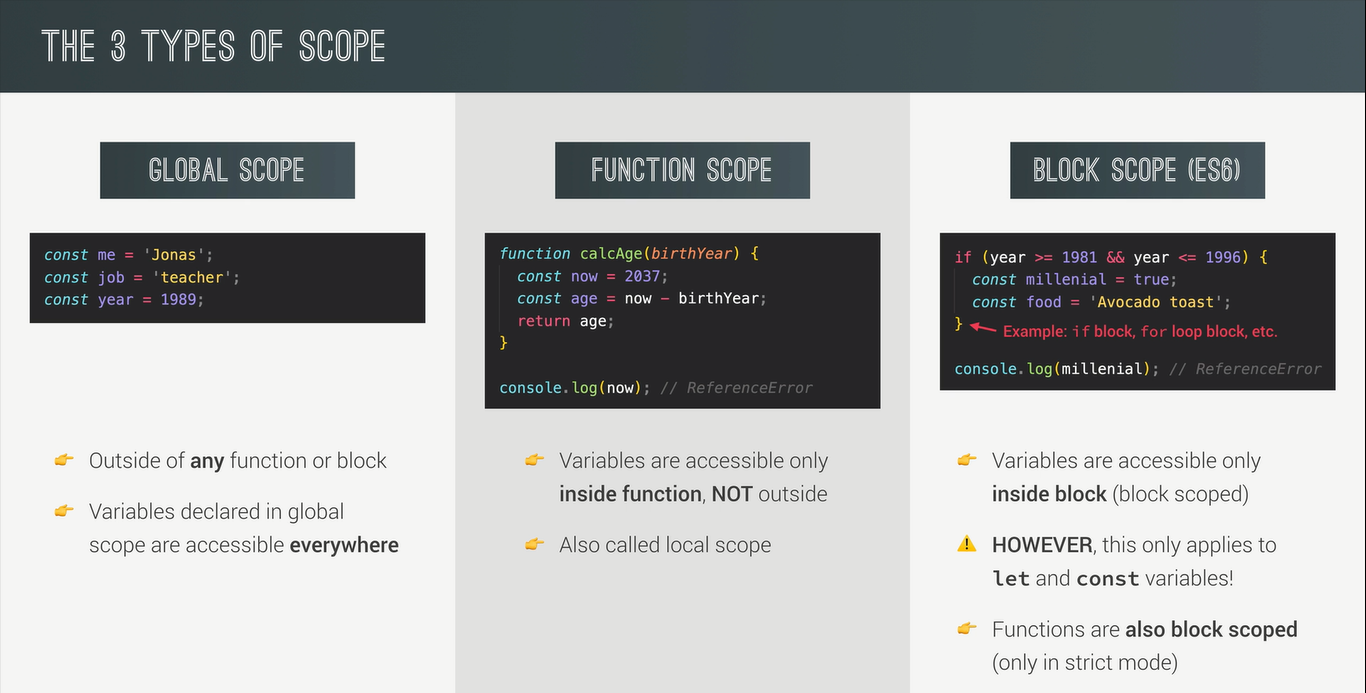 THE 3 TYPES OF SCOPE
GLOBAL SCOPE
const me = 'Jonas';
const job = 'teacher';
const year = 1989;
Outside of any function or block
Variables declared in global
scope are accessible everywhere
FUNCTION SCOPE
function calcAge(birthYear) {
  const now = 2037;
  const age = now − birthYear;
  return age;
}
console.log(now); // ReferenceError
Variables are accessible only
inside function, NOT outside
Also called local scope
BLOCK SCOPE (ES6)
if (year >= 1981 && year <= 1996) {
  const millenial = true;
  const food = 'Avocado toast';
} Example: if block, for loop block, etc.
console.log(millenial); // ReferenceError
Variables are accessible only
inside block (block scoped)
HOWEVER, this only applies to
let and const variables!
Functions are also block scoped
(only in strict mode)